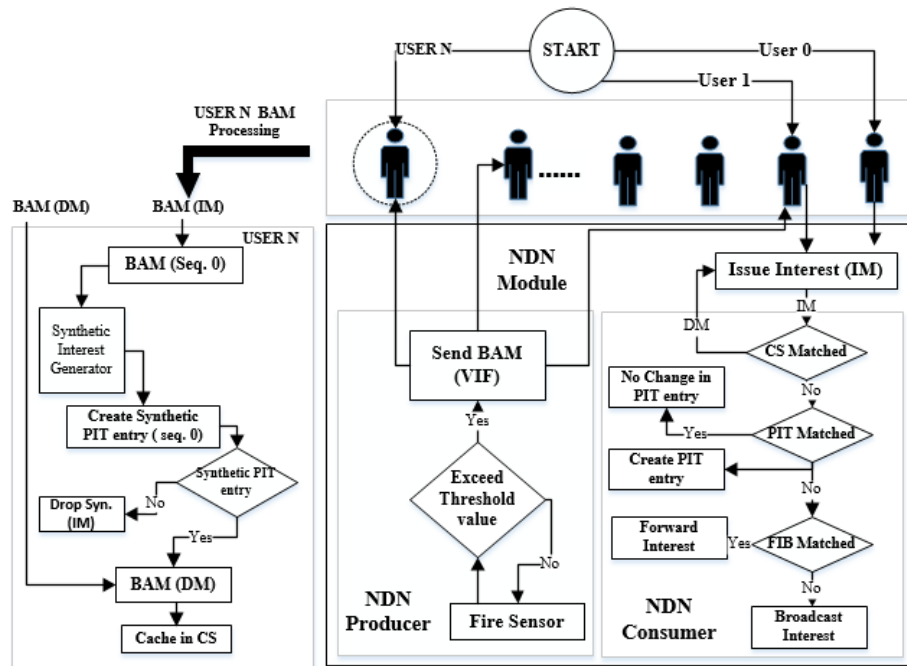 START
USER N
User 0
User 1
USER N BAM
Processing
......
BAM (DM)
BAM (IM)
USER N
BAM (Seq. 0)
Synthetic
Interest
Generator
Create Synthetic
PIT entry ( seq. 0)
Synthetic PIT
entry
No
Drop Syn.
(IM)
Yes
BAM (DM)
Cache in CS
NDN
Module
Send BAM
(VIF)
Yes
Exceed
Threshold
value
No
Fire Sensor
NDN
Producer
Issue Interest (IM)
IM
DM
CS Matched
No
No Change in
PIT entry
Yes
PIT Matched
Create PIT
entry
No
Forward
Interest
Yes
FIB Matched
No
Broadcast
Interest
NDN
Consumer